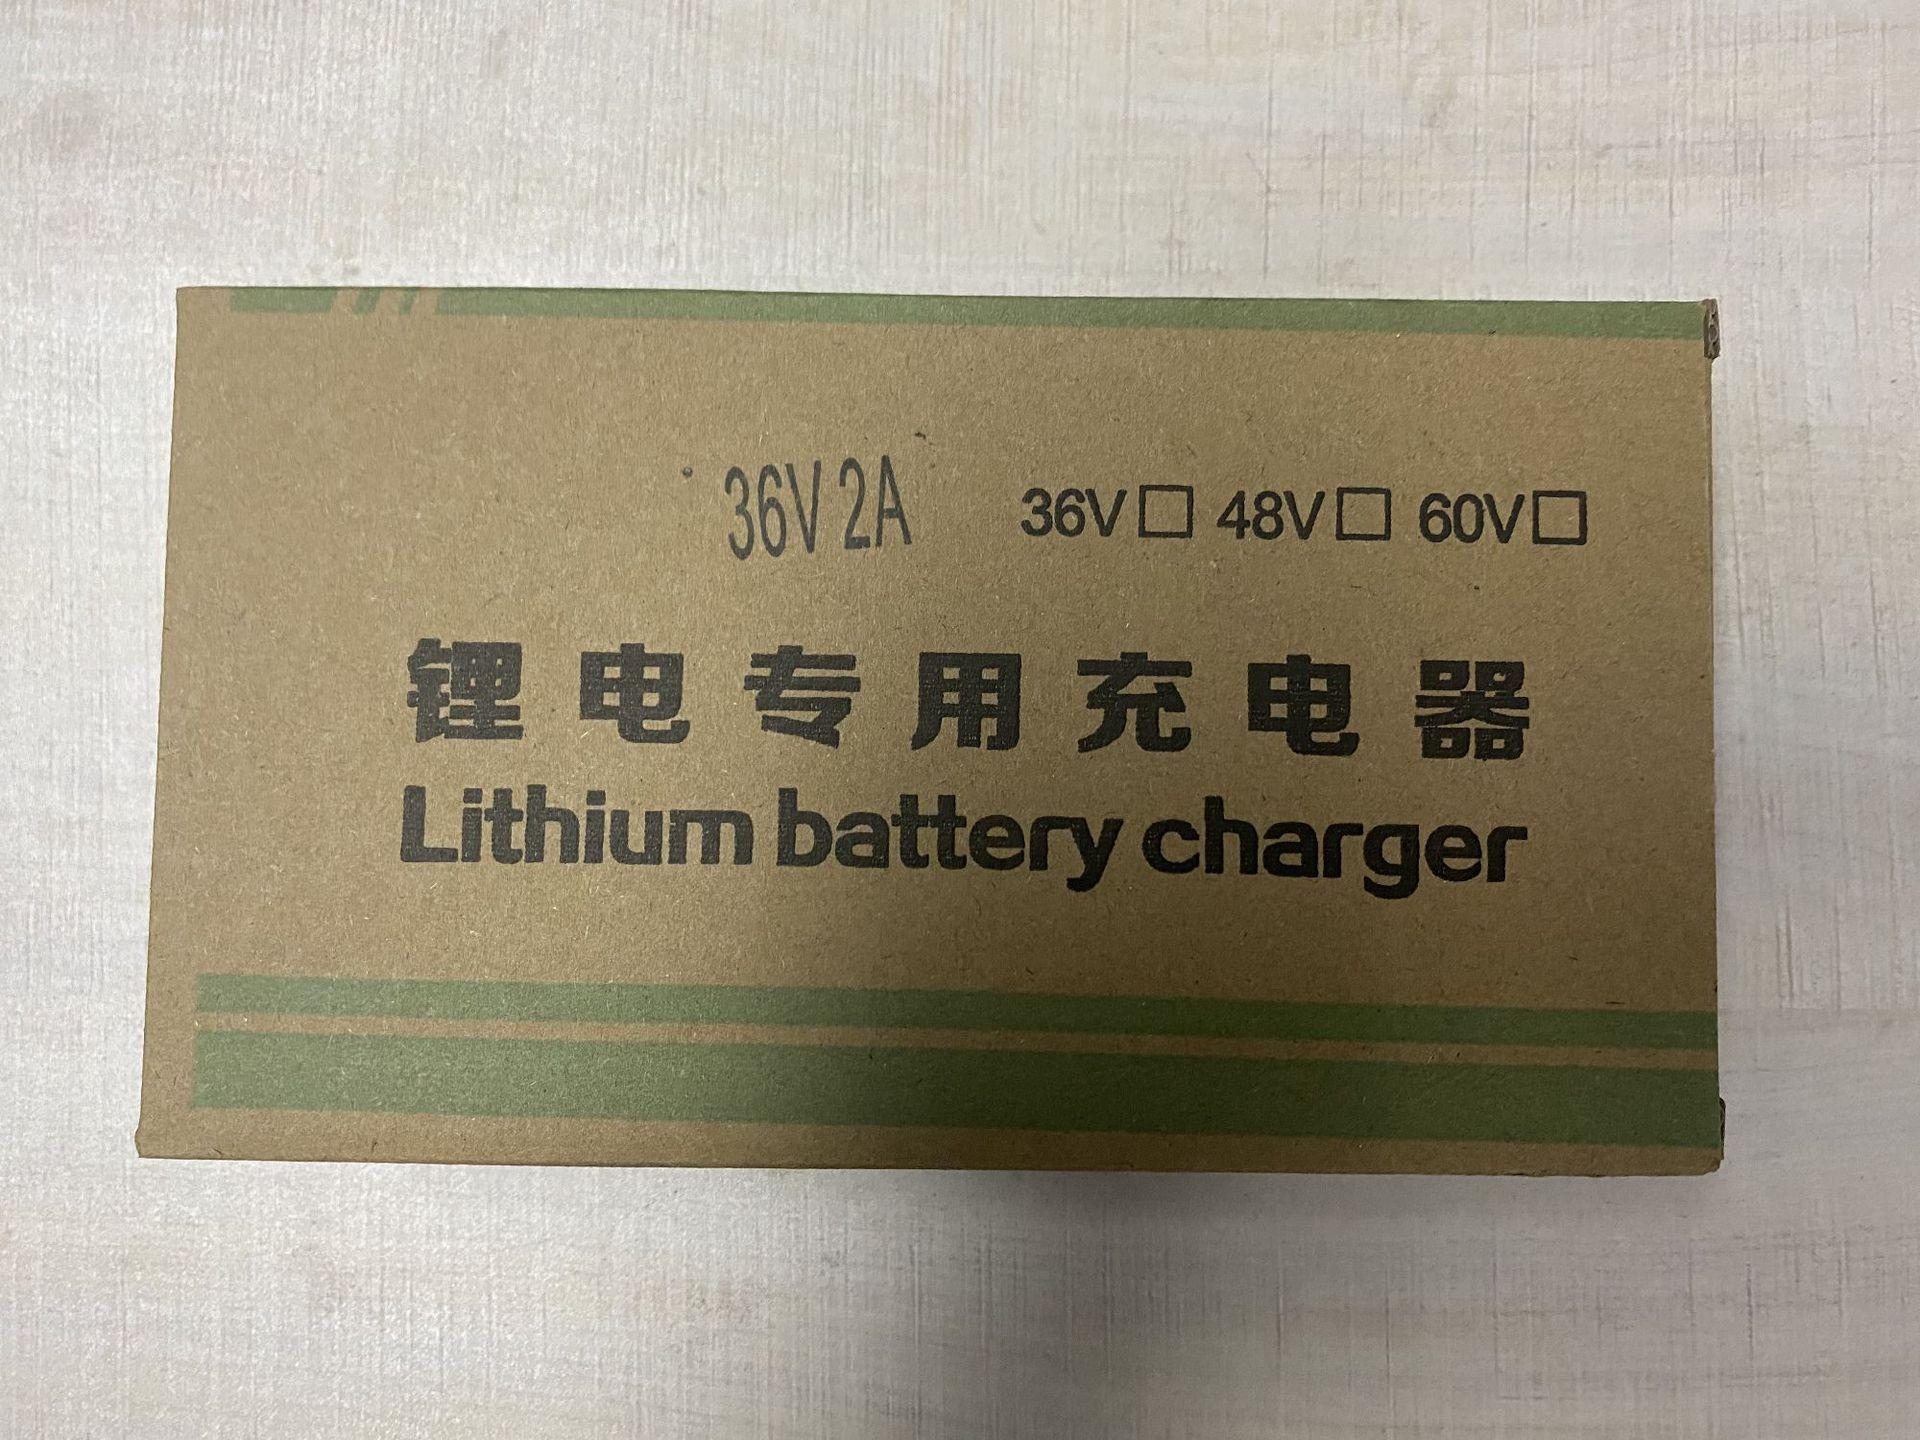 36V 2A 36V□ 48V□ 60V□
锂电专用充电器
Lithium battery charger